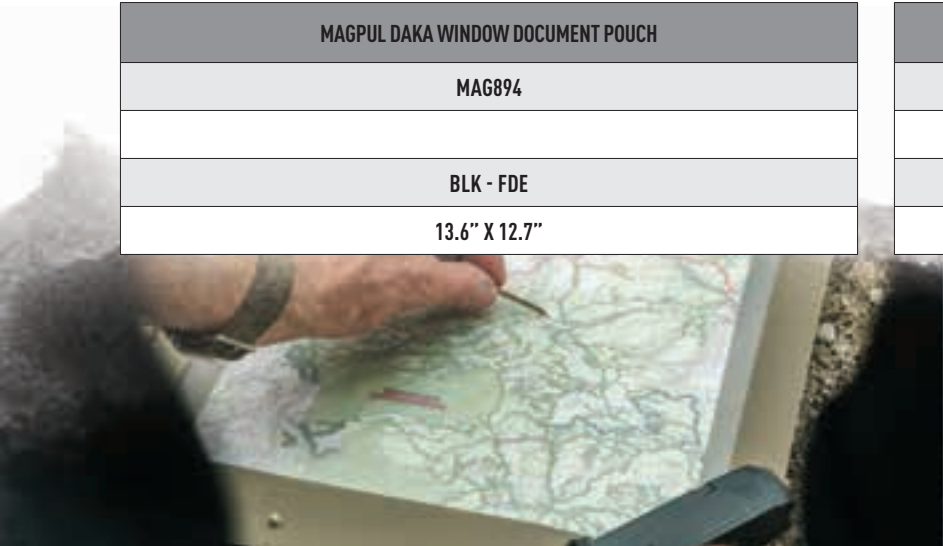 MAGPUL DAKA WINDOW DOCUMENT POUCH
MAG894
BLK - FDE
13.6” X 12.7”